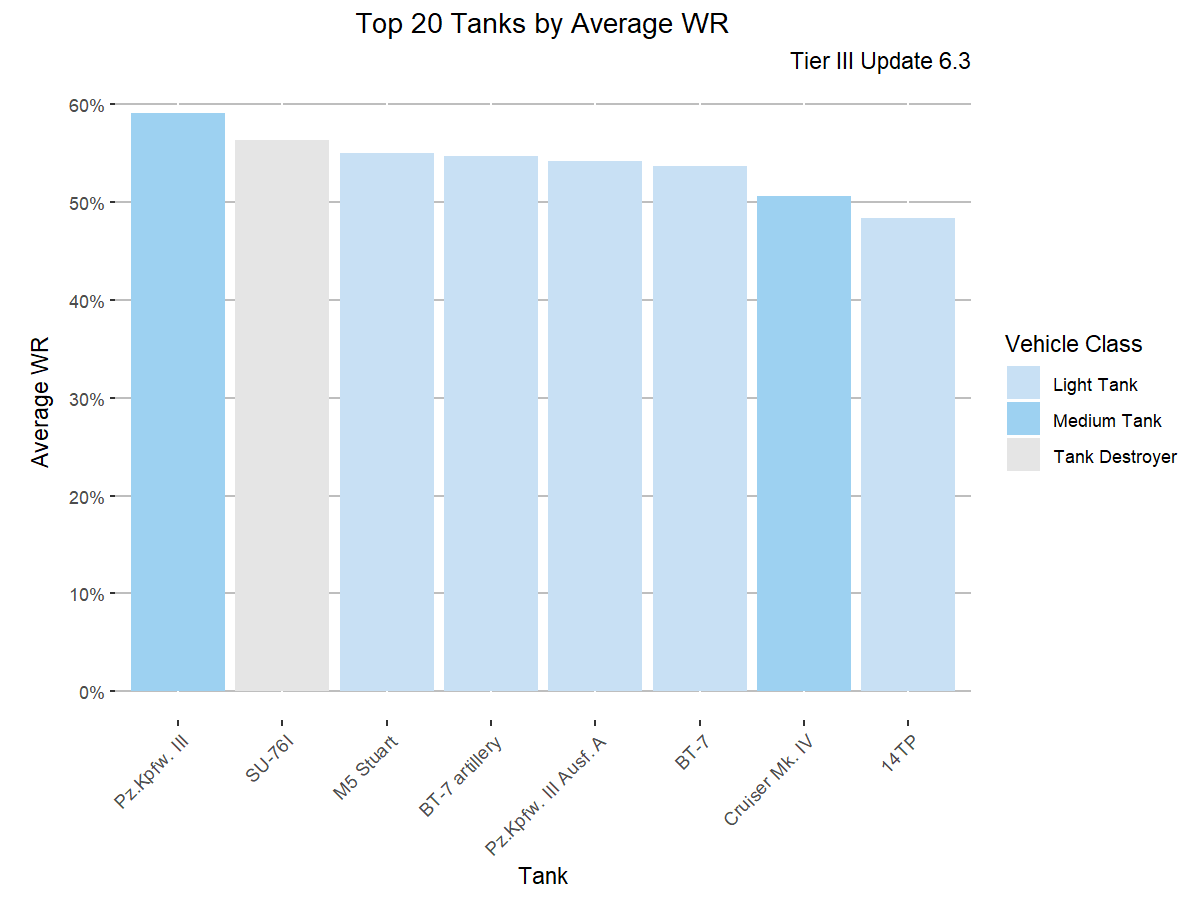 Top 20 Tanks by Average WR
Tier III Update 6.3
Average WR
60%
50%
40%
30%
20%
10%
0%
Pz.Kpfw. III
SU-76I
M5 Stuart
BT-7 artillery
Pz.Kpfw. III Ausf. A
BT-7
Cruiser Mk. IV
14TP
Tank
Vehicle Class
Light Tank
Medium Tank
Tank Destroyer